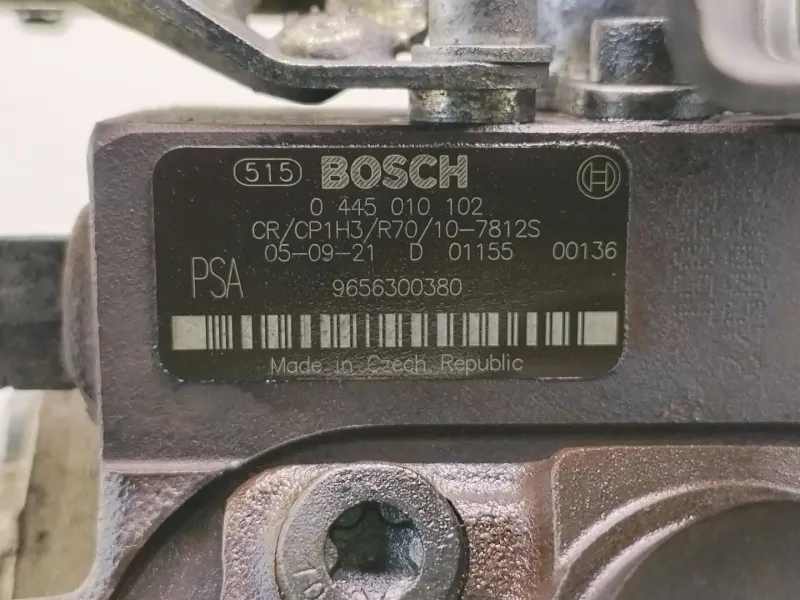 515 BOSCH H
0 445 010 102
CR/CP1H3/R70/10-7812S
05-09-21 D 01155 00136
PSA 9656300380
Made in Czech Republic